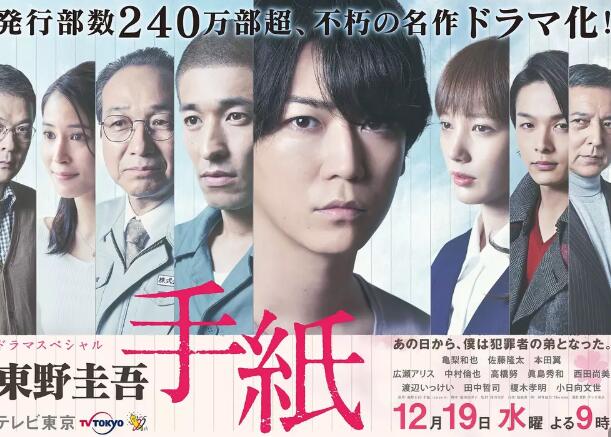 発行部数240万部超、不朽の名作ドラマ化!
株式会社
ドラマスペシャル
東野圭吾
手紙
テレビ東京 TV TOKYO
あの日から、僕は犯罪者の弟となった。
亀梨和也 佐藤隆太 本田翼
広瀬アリス 中村倫也 高橋努 眞島秀和 西田尚美
渡辺いっけい 田中哲司 榎木孝明 小日向文世
12月19日水曜 よる9時